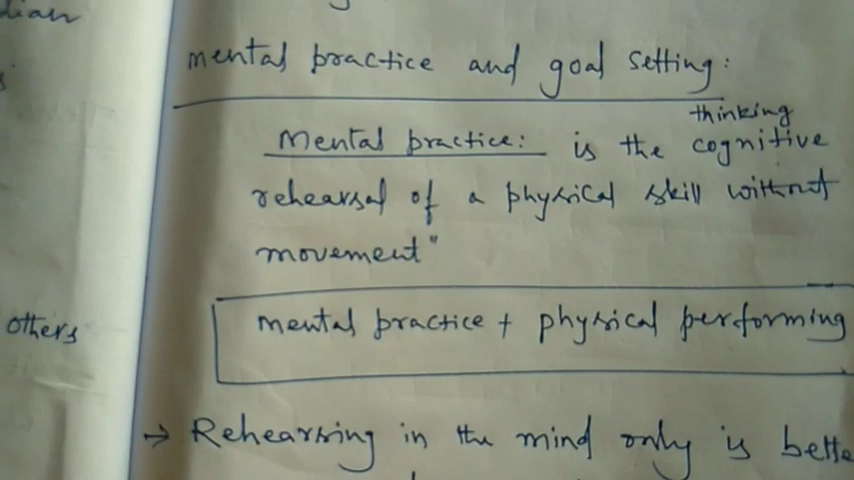 mental practice and goal setting:
thinking
Mental practice: is the cognitive
rehearsal of a physical skill without
movement"
others
mental practice + physical performing
→ Rehearsing in the mind only is